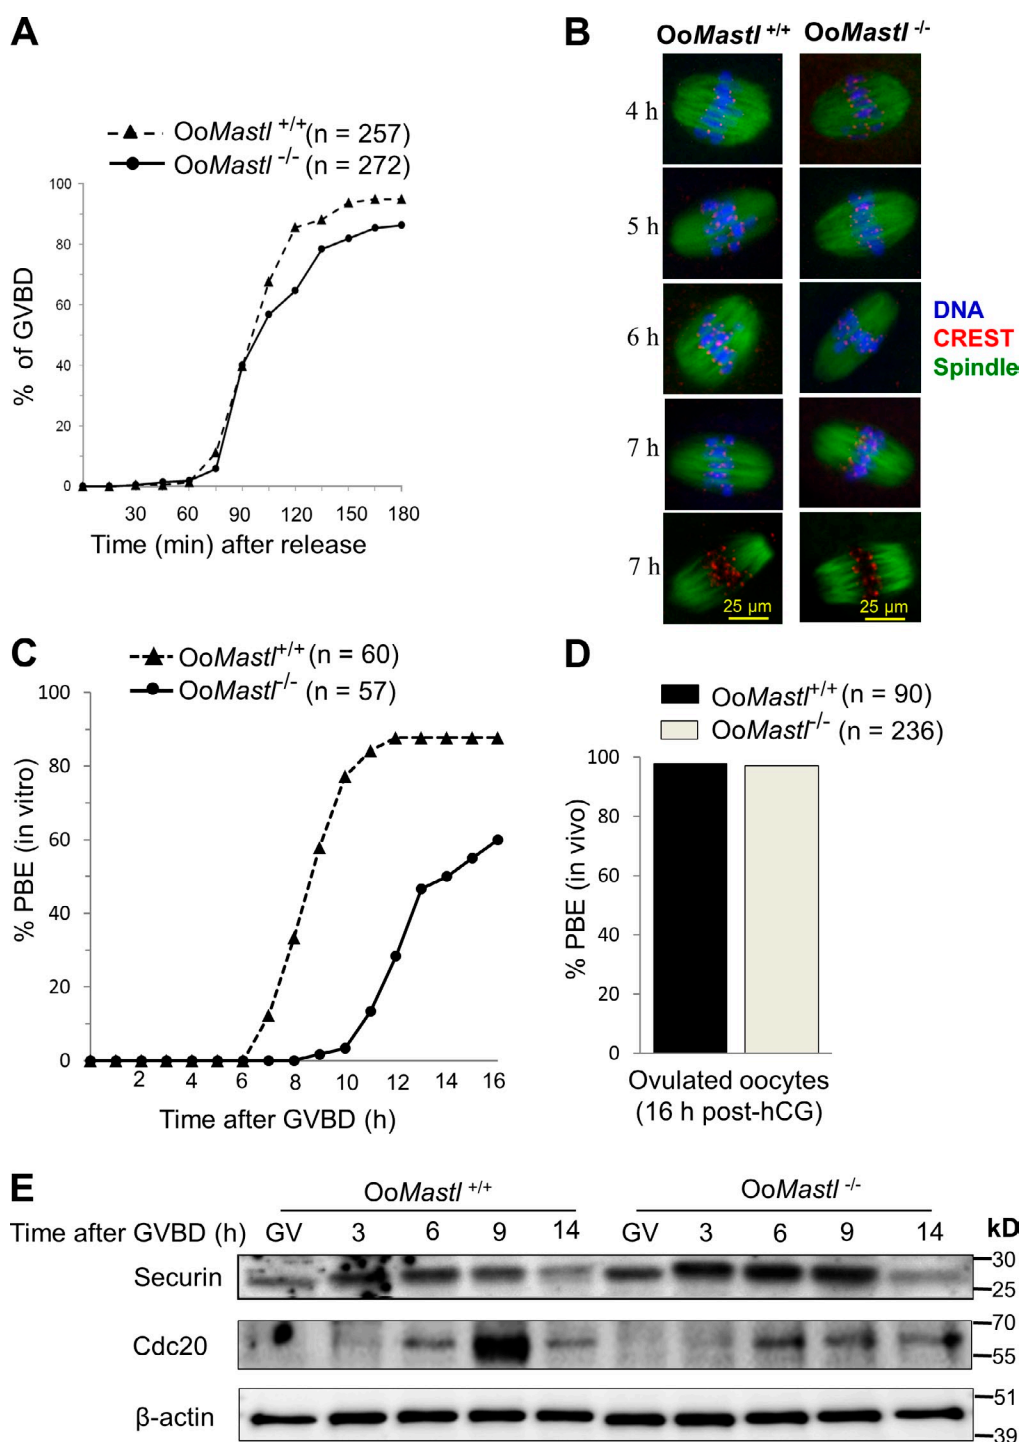 A
OoMastl +/+ (n = 257)
OoMastl -/- (n = 272)
100
80
60
40
20
0
% of GVBD
30 60 90 120 150 180
Time (min) after release
B
OoMastl +/+ OoMastl -/-
4 h
5 h
6 h
7 h
7 h
25 µm 25 µm
DNA
CREST
Spindle
C
OoMastl+/+ (n = 60)
OoMastl-/- (n = 57)
100
80
60
40
20
0
% PBE (in vitro)
2 4 6 8 10 12 14 16
Time after GVBD (h)
D
OoMastl+/+ (n = 90)
OoMastl-/- (n = 236)
100
80
60
40
20
0
% PBE (in vivo)
Ovulated oocytes
(16 h post-hCG)
E
OoMastl +/+ OoMastl -/-
Time after GVBD (h) GV 3 6 9 14 GV 3 6 9 14 kD
Securin
30
25
Cdc20
70
55
β-actin
51
39